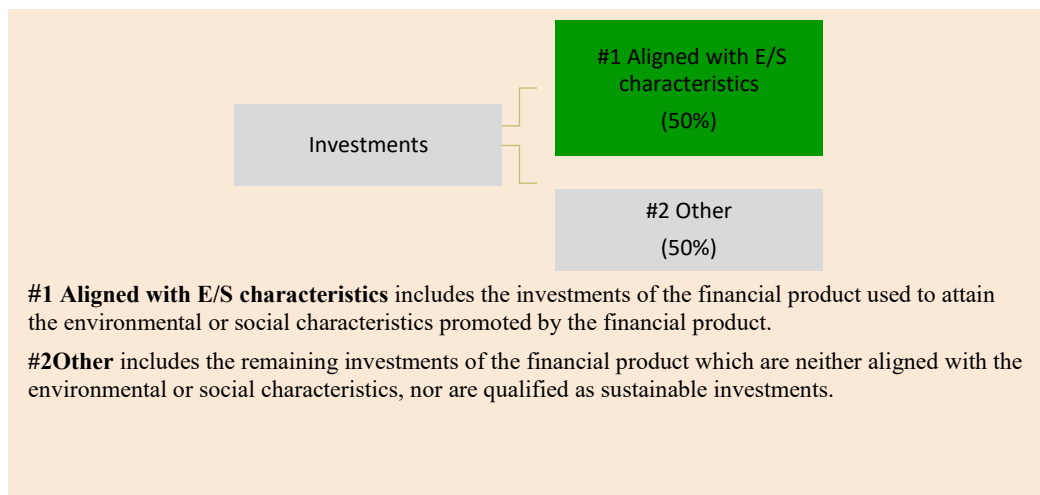 #1 Aligned with E/S
characteristics
(50%)
Investments
#2 Other
(50%)
#1 Aligned with E/S characteristics includes the investments of the financial product used to attain
the environmental or social characteristics promoted by the financial product.
#2Other includes the remaining investments of the financial product which are neither aligned with the
environmental or social characteristics, nor are qualified as sustainable investments.